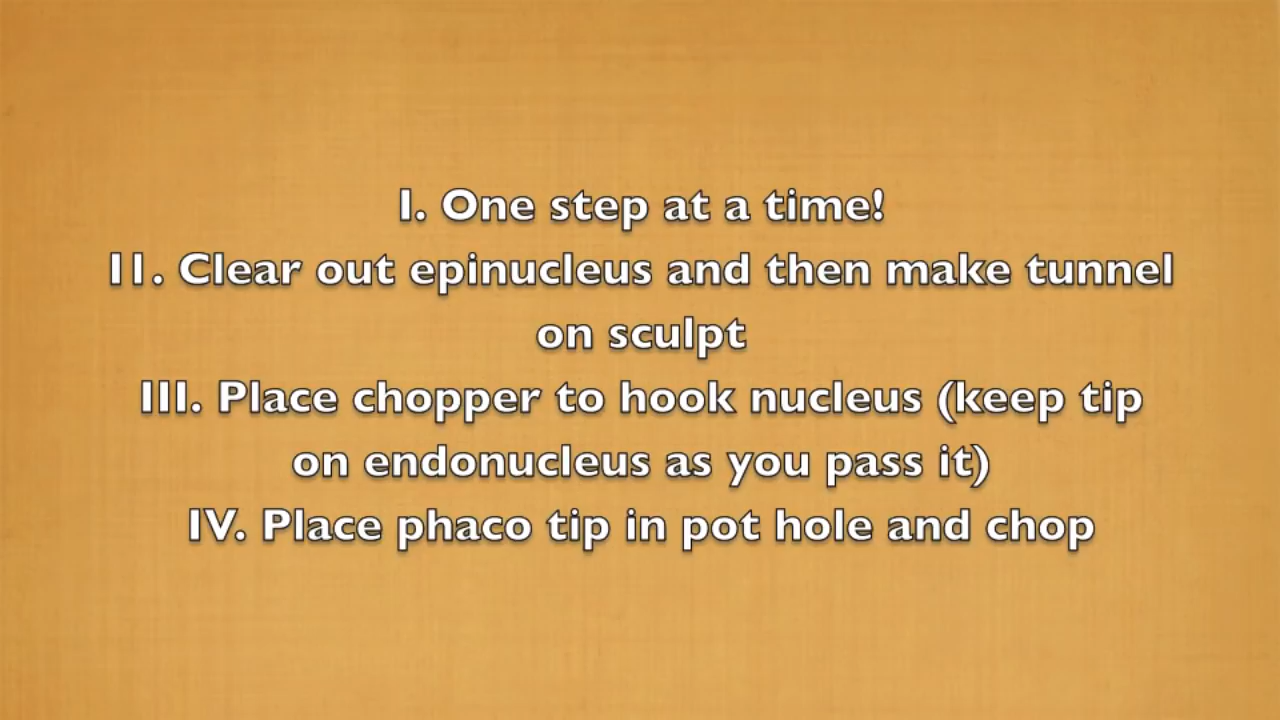 I. One step at a time!
II. Clear out epinucleus and then make tunnel
on sculpt
III. Place chopper to hook nucleus (keep tip
on endonucleus as you pass it)
IV. Place phaco tip in pot hole and chop